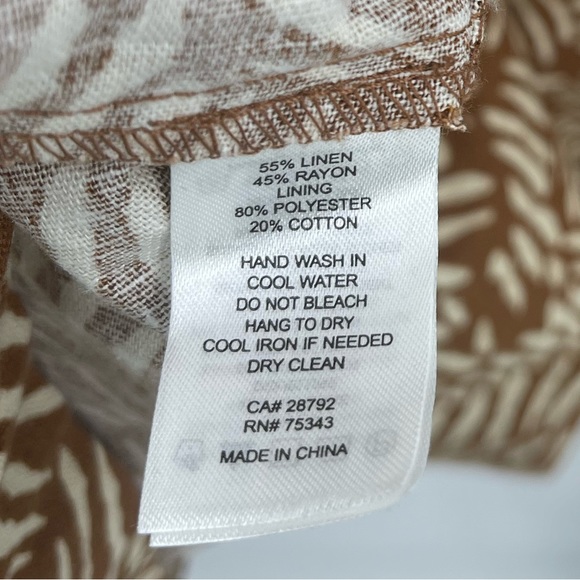 55% LINEN
45% RAYON
LINING
80% POLYESTER
20% COTTON
HAND WASH IN
COOL WATER
DO NOT BLEACH
HANG TO DRY
COOL IRON IF NEEDED
DRY CLEAN
CA# 28792
RN# 75343
MADE IN CHINA